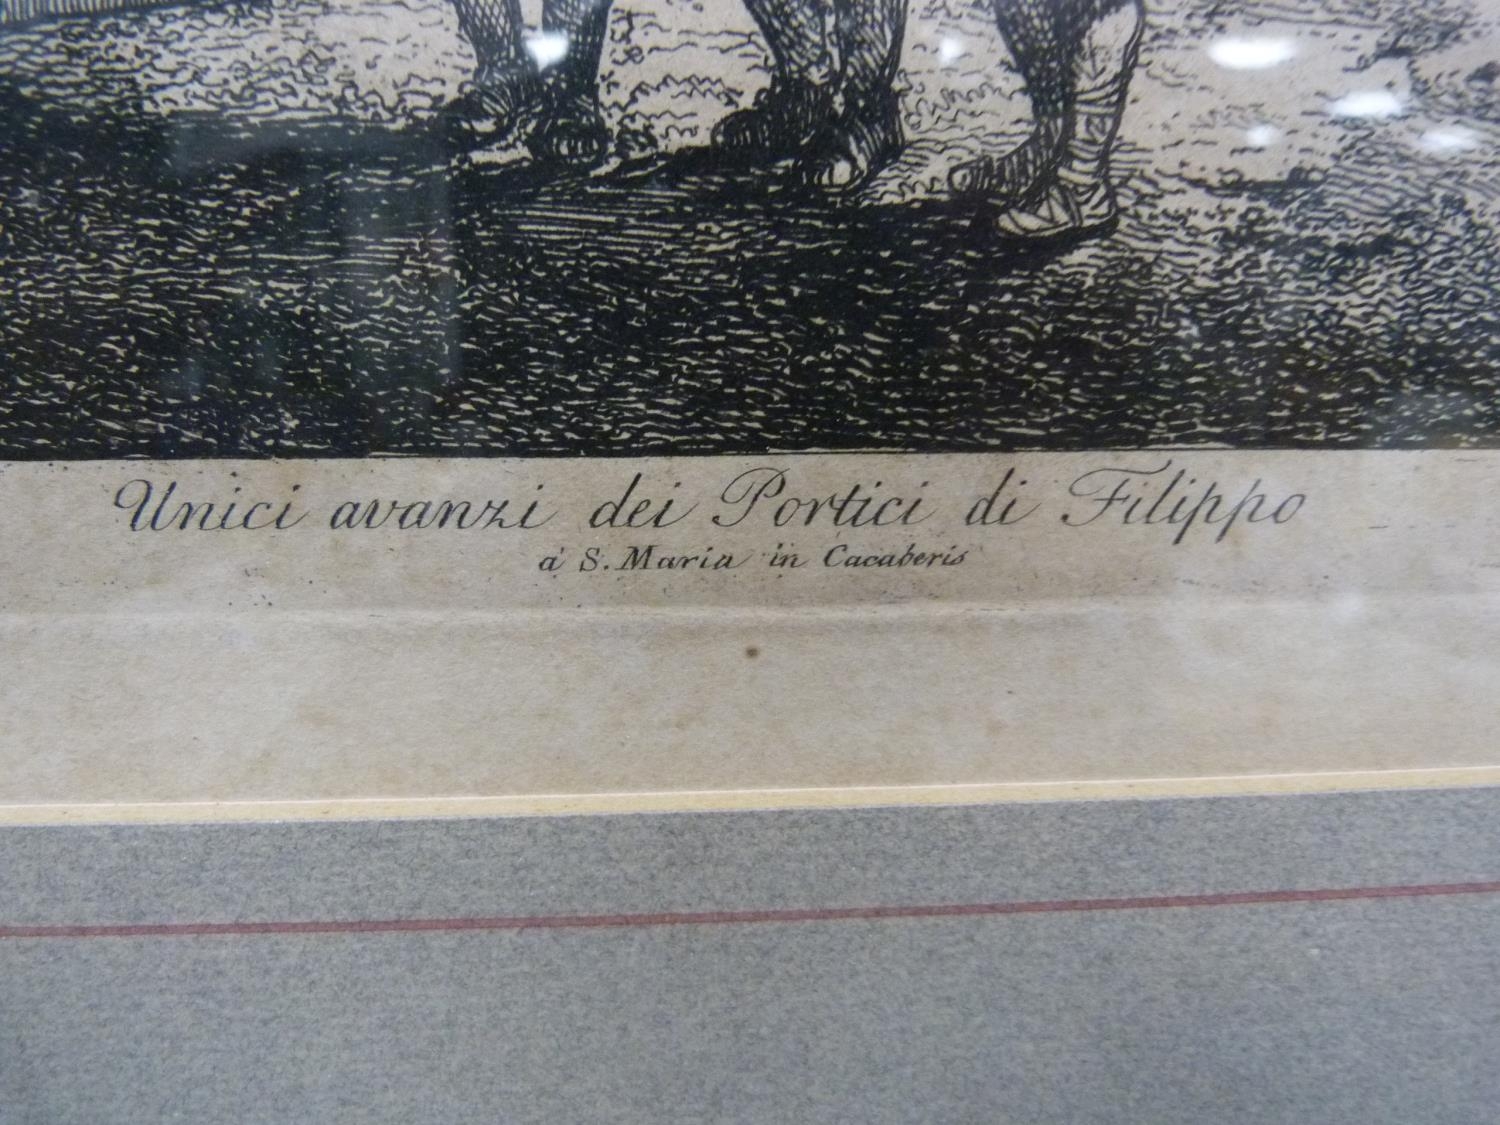 Unici avanzi dei Portici di Filippo
à S. Maria in Cacaberis